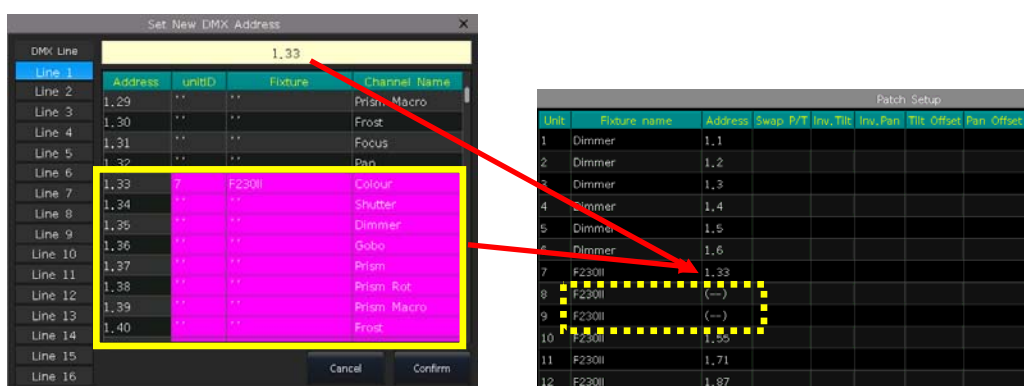 Set New DMX Address X
DMX Line
1.33
Line 1
Line 2
Line 3
Line 4
Line 5
Line 6
Line 7
Line 8
Line 9
Line 10
Line 11
Line 12
Line 13
Line 14
Line 15
Line 16
Address unitID Fixture Channel Name
1.29 " " Prism Macro
1.30 " " Frost
1.31 " " Focus
1.32 " " Pan
1.33 7 F230II Colour
1.34 " " Shutter
1.35 " " Dimmer
1.36 " " Gobo
1.37 " " Prism
1.38 " " Prism Rot
1.39 " " Prism Macro
1.40 " " Frost
Cancel Confirm
Patch Setup
Unit Fixture name Address Swap P/T Inv.Tilt Inv.Pan Tilt Offset Pan Offset
1 Dimmer 1.1
2 Dimmer 1.2
3 Dimmer 1.3
4 Dimmer 1.4
5 Dimmer 1.5
6 Dimmer 1.6
7 F230II 1.33
8 F230II (--)
9 F230II (--)
10 F230II 1.55
11 F230II 1.71
12 F230II 1.87